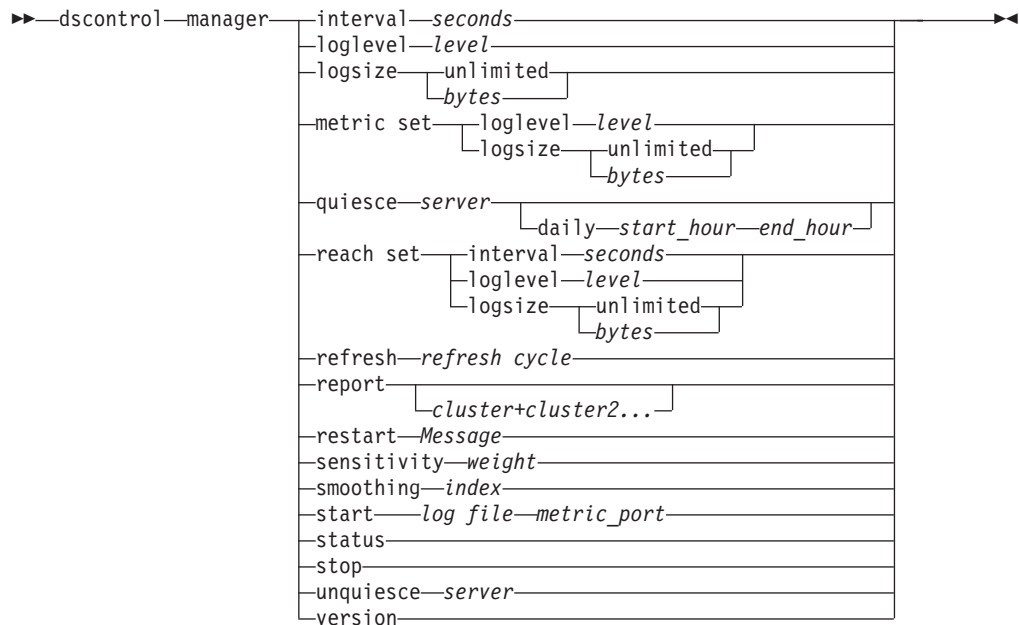 dscontrol manager interval seconds
loglevel level
logsize unlimited
bytes
metric set loglevel level
logsize unlimited
bytes
quiesce server
daily start_hour end_hour
reach set interval seconds
loglevel level
logsize unlimited
bytes
refresh refresh cycle
report
cluster+cluster2...
restart Message
sensitivity weight
smoothing index
start log file metric_port
status
stop
unquiesce server
version